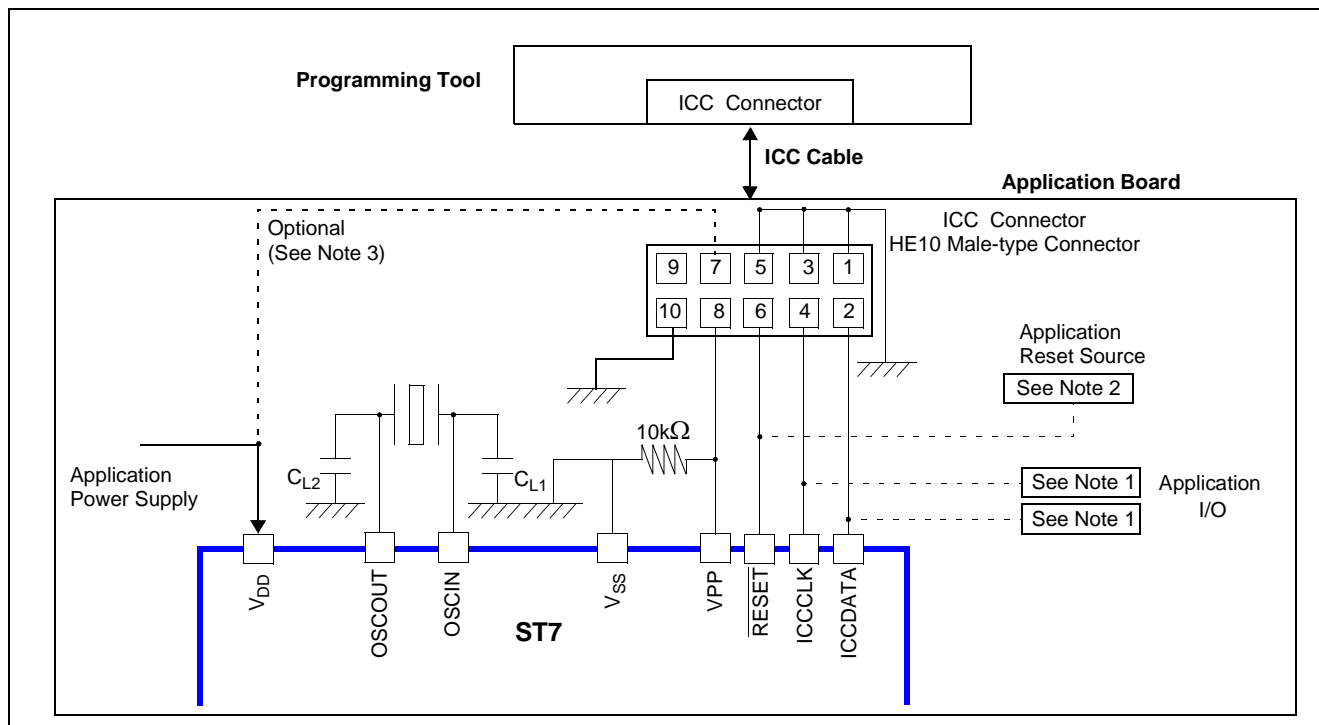 Programming Tool
ICC Connector
ICC Cable
Application Board
Optional
(See Note 3)
ICC Connector
HE10 Male-type Connector
9 7 5 3 1
10 8 6 4 2
Application
Reset Source
See Note 2
10kΩ
Application
Power Supply
CL2
CL1
See Note 1
See Note 1
Application
I/O
VDD
OSCOUT
OSCIN
VSS
VPP
RESET
ICCCLK
ICCDATA
ST7